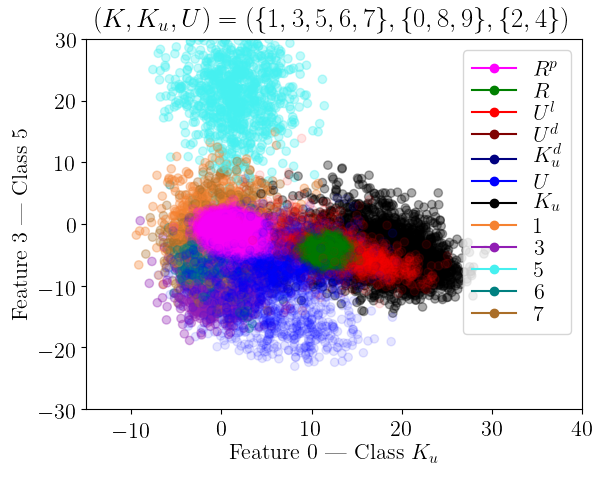 (K, K_u, U) = ({1, 3, 5, 6, 7}, {0, 8, 9}, {2, 4})
30
20
10
0
−10
−20
−30
Feature 3 — Class 5
R^p
R
U^l
U^d
K_u^d
U
K_u
1
3
5
6
7
−10
0
10
20
30
40
Feature 0 — Class K_u